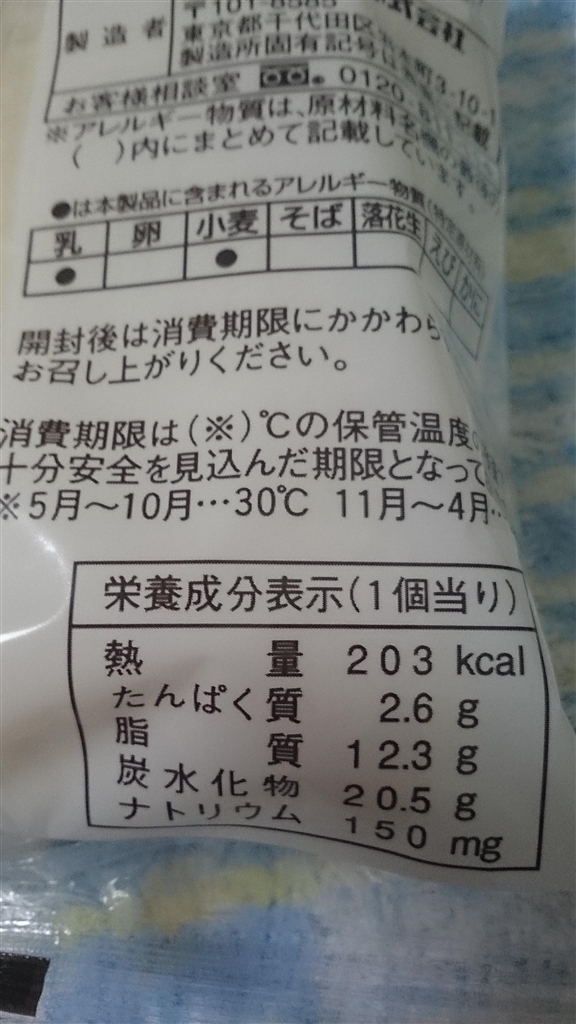 〒101-8585
製造者
東京都千代田区
町3-10-1
製造所固有記号
お客様相談室 0120-
記載
※アレルギー物質は、原材料名欄の
( )内にまとめて記載しています。
●は本製品に含まれるアレルギー物質
乳 卵 小麦 そば 落花生 えび かに
● ●
開封後は消費期限にかかわら
お召し上がりください。
消費期限は(※)℃の保管温度
十分安全を見込んだ期限となって
※5月～10月…30℃ 11月～4月…
栄養成分表示(1個当り)
熱量 203 kcal
たんぱく質 2.6 g
脂質 12.3 g
炭水化物 20.5 g
ナトリウム 150 mg